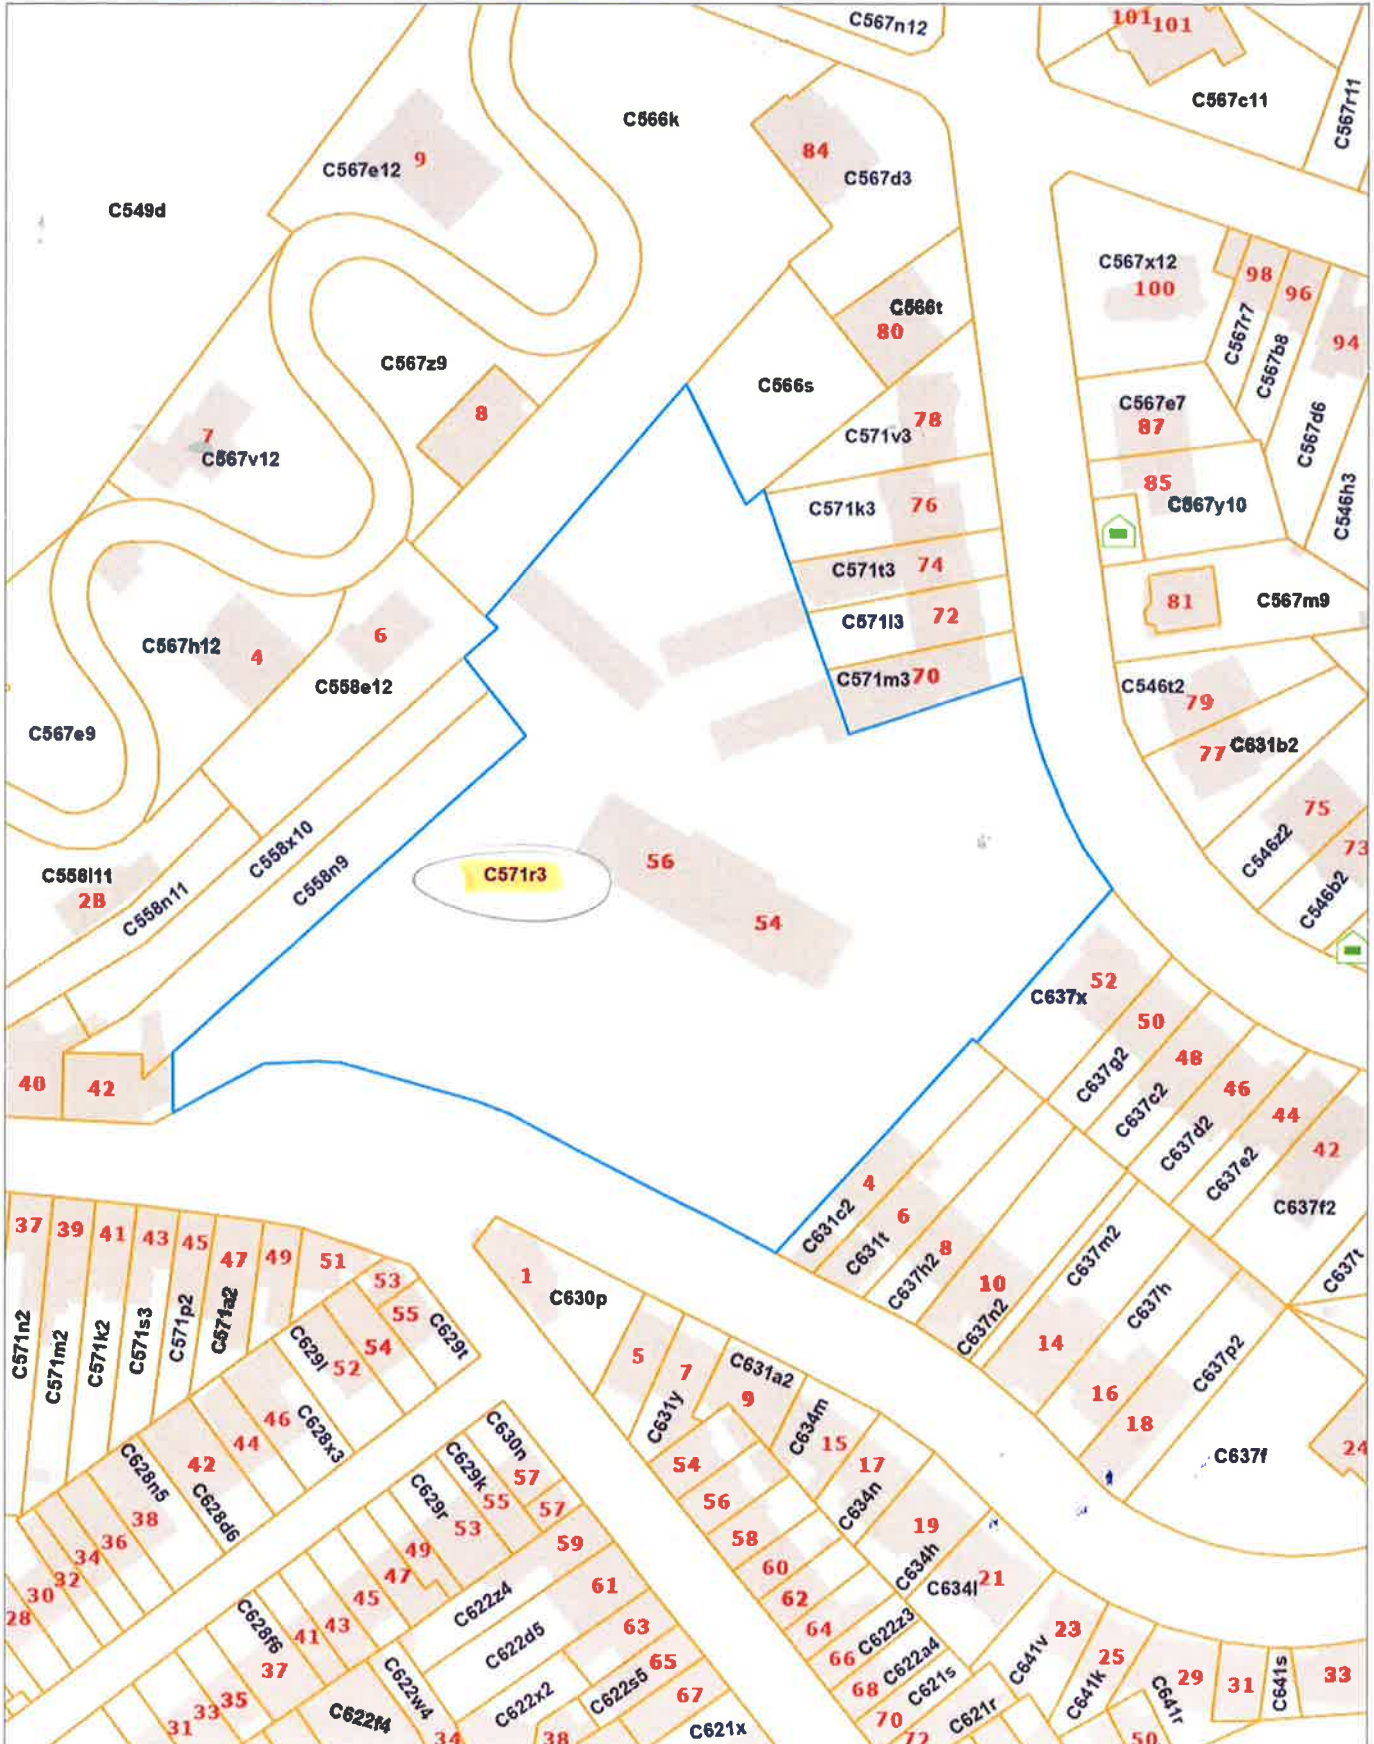 C567n12
101
101
C566k
C567c11
C567r11
84
9
C567e12
C567d3
C549d
C567x12
98
100
96
C566t
80
C567r7
C567b8
94
C567z9
C566s
8
78
C571v3
C567e7
87
C567d6
7
C567v12
85
C567y10
C571k3
76
C546h3
C571t3
74
81
C567m9
C571l3
72
6
C567h12
4
C571m3
70
C558e12
C546t2
79
C567e9
77
C631b2
75
C546z2
73
C558x10
C558n9
56
C571r3
C558l11
2B
C558n11
54
C546b2
52
C637x
50
48
C637g2
46
40
42
C637c2
44
C637d2
42
C637e2
4
C631c2
6
C637f2
37
39
41
43
45
47
49
51
53
55
C631t
8
C637h2
10
C637m2
C637t
1
C630p
C637h
C637n2
C571n2
C571m2
C571k2
C571s3
C571p2
C571a2
C629l
54
52
C629t
14
5
7
C631a2
9
C637p2
16
18
C631y
46
C628x3
44
42
C630n
C634m
15
24
C637f
C628n5
C629k
57
54
17
C629r
55
56
C634n
38
C628d6
53
57
58
19
36
34
49
59
60
C634h
32
47
61
C634l
21
30
45
62
28
C622z4
C628f6
43
41
63
64
C622z3
23
C622d5
66
C622a4
C641v
25
37
65
68
C621s
C641k
29
31
C641s
33
C622w4
C622s5
67
35
33
C622x2
70
C621r
C641r
31
C622f4
34
38
C621x
72
50